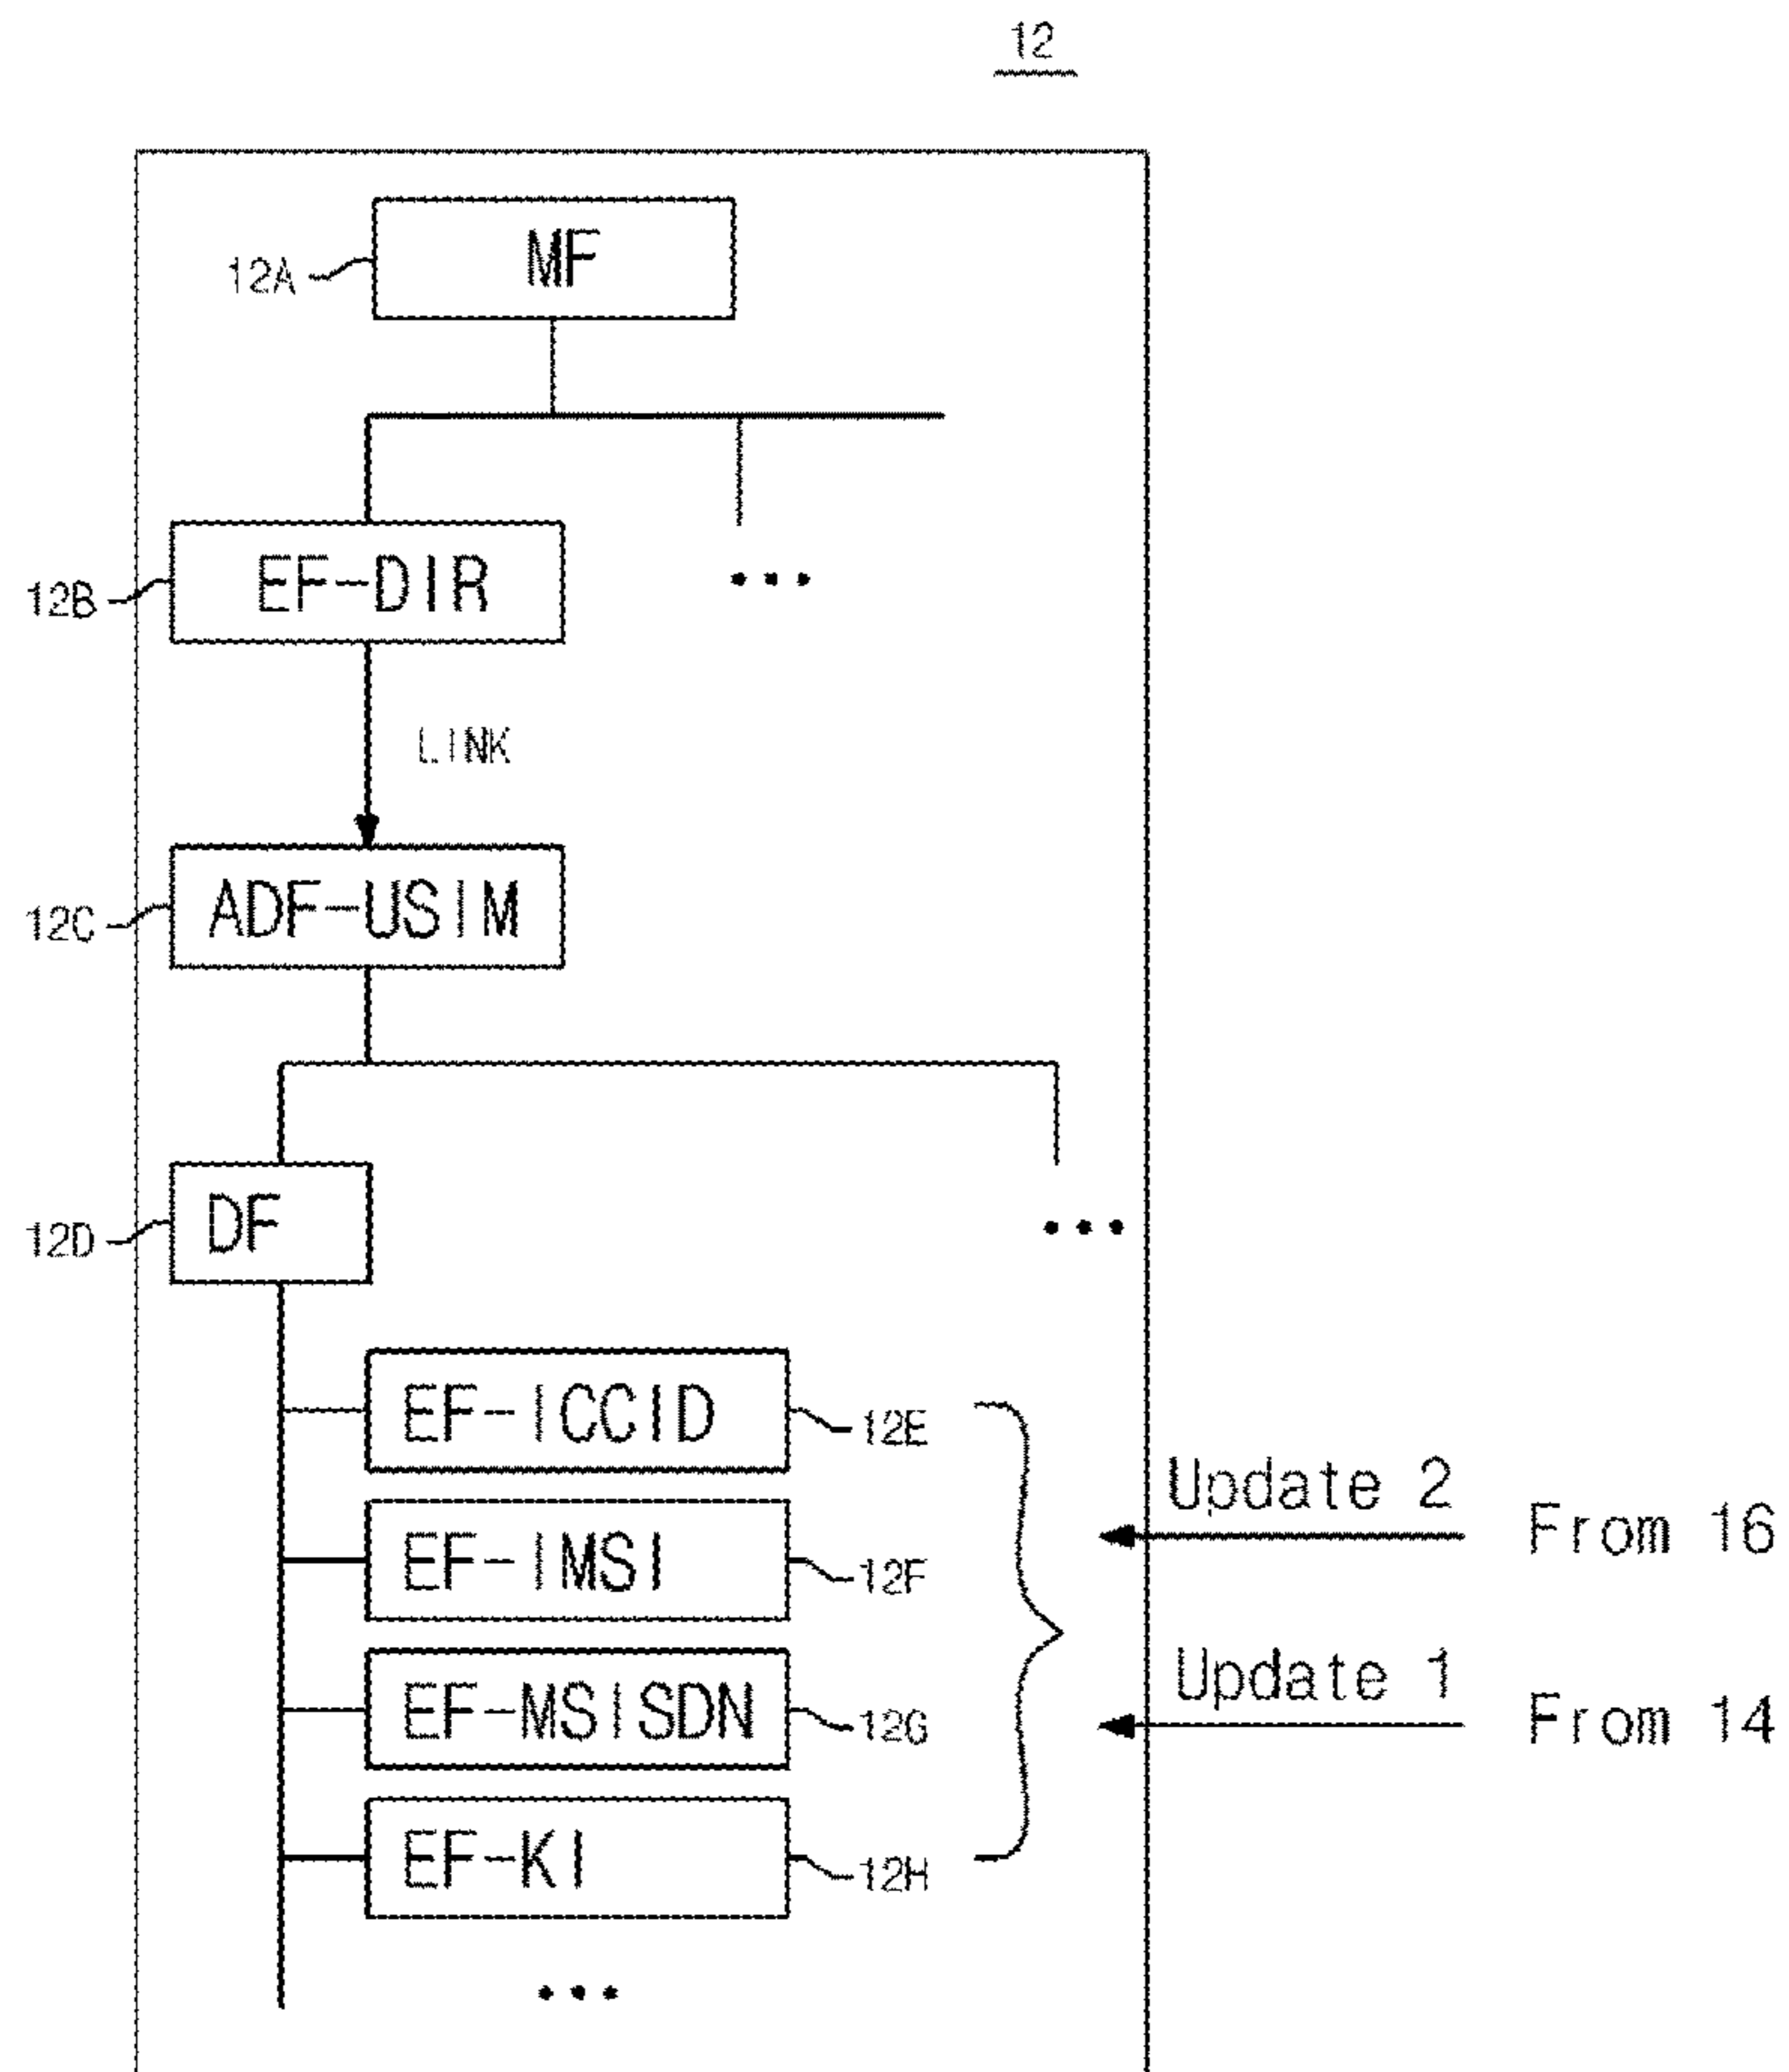 12
MF
12A
EF-DIR
...
12B
LINK
ADF-USIM
12C
DF
12D
...
EF-ICCID
12E
Update 2
From 16
EF-IMSI
12F
Update 1
From 14
EF-MSISDN
12G
EF-KI
12H
...